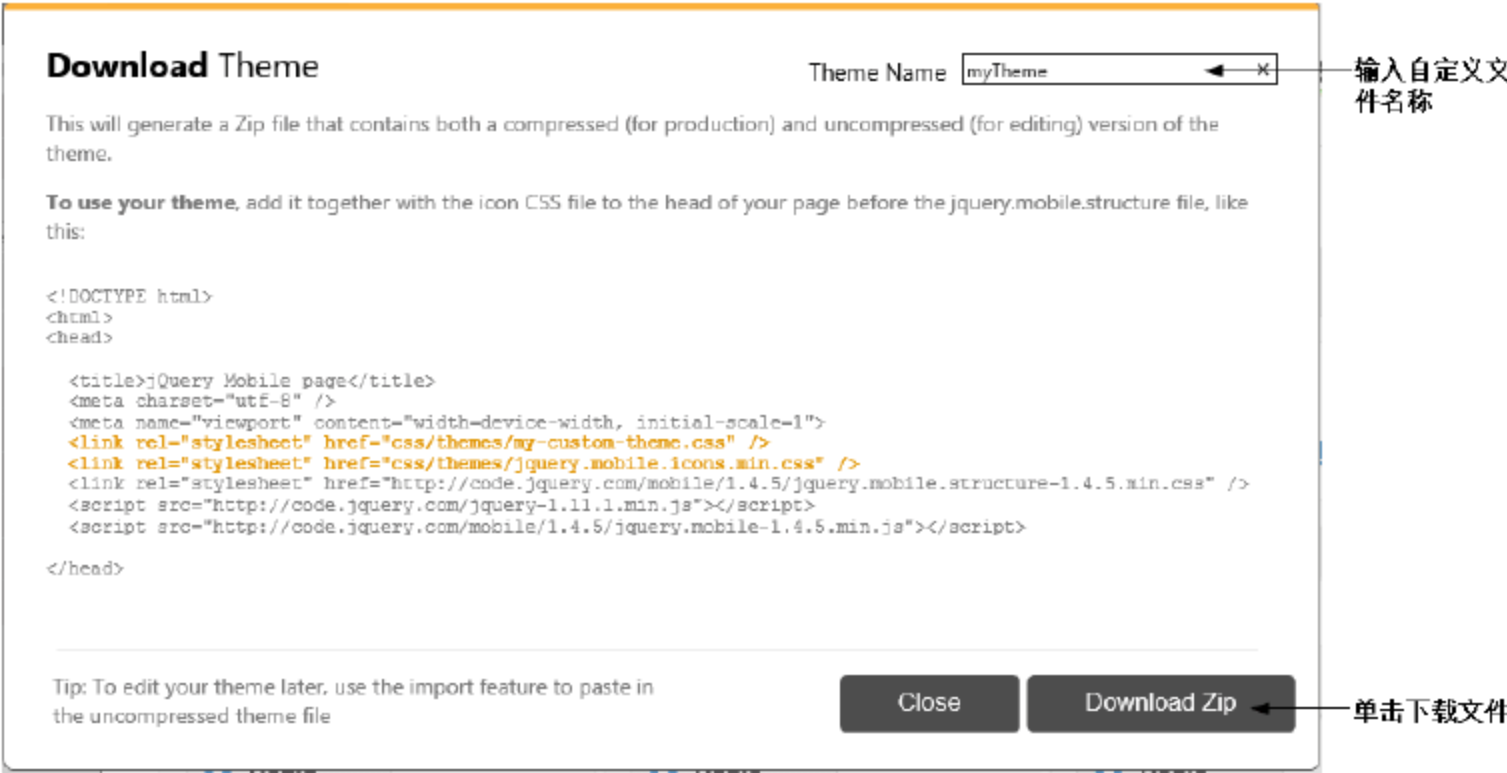 Download Theme
Theme Name myTheme ×
输入自定义文
件名称
This will generate a Zip file that contains both a compressed (for production) and uncompressed (for editing) version of the
theme.
To use your theme, add it together with the icon CSS file to the head of your page before the jquery.mobile.structure file, like
this:
<!DOCTYPE html>
<html>
<head>
<title>jQuery Mobile page</title>
<meta charset="utf-8" />
<meta name="viewport" content="width=device-width, initial-scale=1">
<link rel="stylesheet" href="css/themes/my-custom-theme.css" />
<link rel="stylesheet" href="css/themes/jquery.mobile.icons.min.css" />
<link rel="stylesheet" href="http://code.jquery.com/mobile/1.4.5/jquery.mobile.structure-1.4.5.min.css" />
<script src="http://code.jquery.com/jquery-1.11.1.min.js"></script>
<script src="http://code.jquery.com/mobile/1.4.5/jquery.mobile-1.4.5.min.js"></script>
</head>
Tip: To edit your theme later, use the import feature to paste in
the uncompressed theme file
Close
Download Zip
单击下载文件